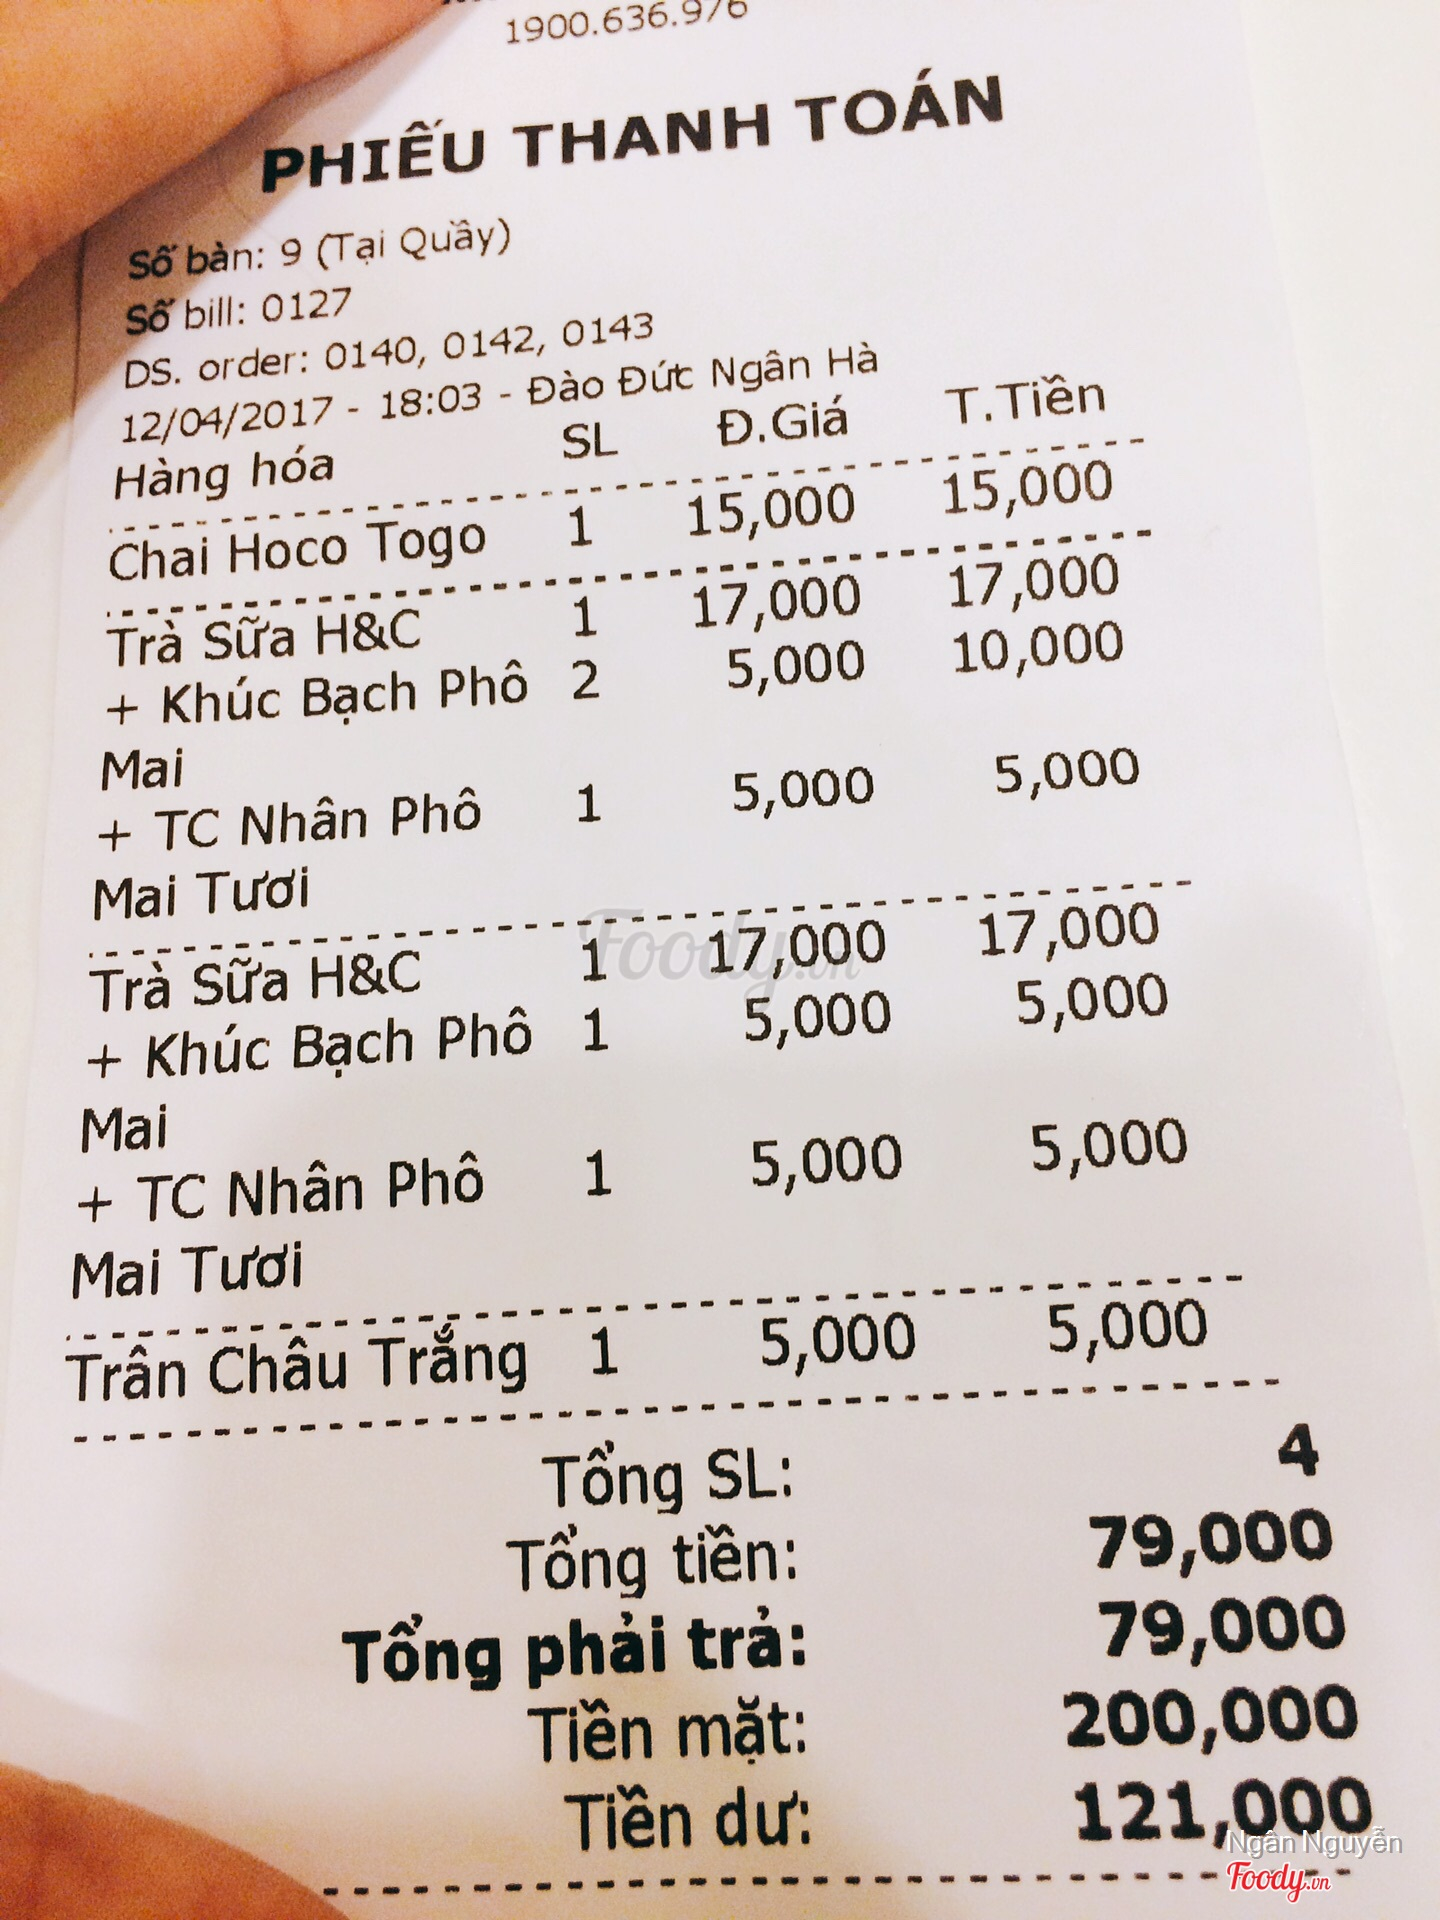 1900.636.976
PHIẾU THANH TOÁN
Số bàn: 9 (Tại Quầy)
Số bill: 0127
DS. order: 0140, 0142, 0143
12/04/2017 - 18:03 - Đào Đức Ngân Hà
Hàng hóa SL Đ.Giá T.Tiền
Chai Hoco Togo 1 15,000 15,000
Trà Sữa H&C 1 17,000 17,000
+ Khúc Bạch Phô 2 5,000 10,000
Mai
+ TC Nhân Phô 1 5,000 5,000
Mai Tươi
Trà Sữa H&C 1 17,000 17,000
+ Khúc Bạch Phô 1 5,000 5,000
Mai
+ TC Nhân Phô 1 5,000 5,000
Mai Tươi
Trân Châu Trắng 1 5,000 5,000
Tổng SL: 4
Tổng tiền: 79,000
Tổng phải trả: 79,000
Tiền mặt: 200,000
Tiền dư: 121,000
Foody.vn
Ngân Nguyễn
Foody.vn